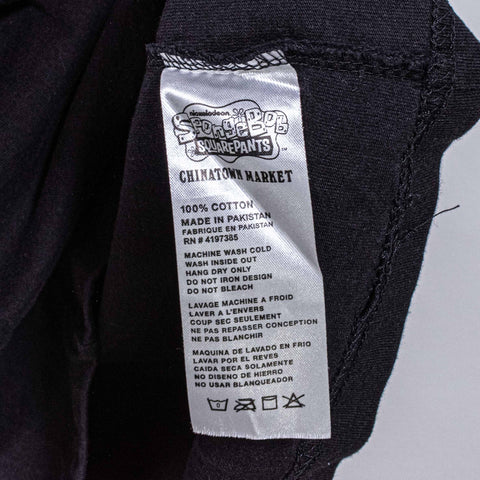 nickelodeon
SpongeBob
SQUAREPANTS
TM
CHINATOWN MARKET
100% COTTON
MADE IN PAKISTAN
FABRIQUE EN PAKISTAN
RN # 4197385
MACHINE WASH COLD
WASH INSIDE OUT
HANG DRY ONLY
DO NOT IRON DESIGN
DO NOT BLEACH
LAVAGE MACHINE A FROID
LAVER A L'ENVERS
COUP SEC SEULEMENT
NE PAS REPASSER CONCEPTION
NE PAS BLANCHIR
MAQUINA DE LAVADO EN FRIO
LAVAR POR EL REVES
CAIDA SECA SOLAMENTE
NO DISENO DE HIERRO
NO USAR BLANQUEADOR